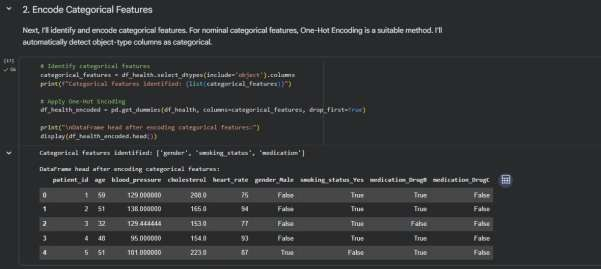 2. Encode Categorical Features
Next, I'll identify and encode categorical features. For nominal categorical features, One-Hot Encoding is a suitable method. I'll
automatically detect object-type columns as categorical.
# Identify categorical features
categorical_features = df_health.select_dtypes(include='object').columns
print(f"Categorical features identified: {list(categorical_features)}")
# Apply One-Hot Encoding
df_health_encoded = pd.get_dummies(df_health, columns=categorical_features, drop_first=True)
print("\nDataFrame head after encoding categorical features:")
display(df_health_encoded.head())
Categorical features identified: ['gender', 'smoking_status', 'medication']
DataFrame head after encoding categorical features:
patient_id age blood_pressure cholesterol heart_rate gender_Male smoking_status_Yes medication_DrugB medication_DrugC
0 1 59 129.000000 208.0 75 False True True False
1 2 51 138.000000 165.0 94 False True True False
2 3 32 129.444444 153.0 77 False True False False
3 4 48 95.000000 154.0 93 False True True False
4 5 51 101.000000 223.0 87 True False True False